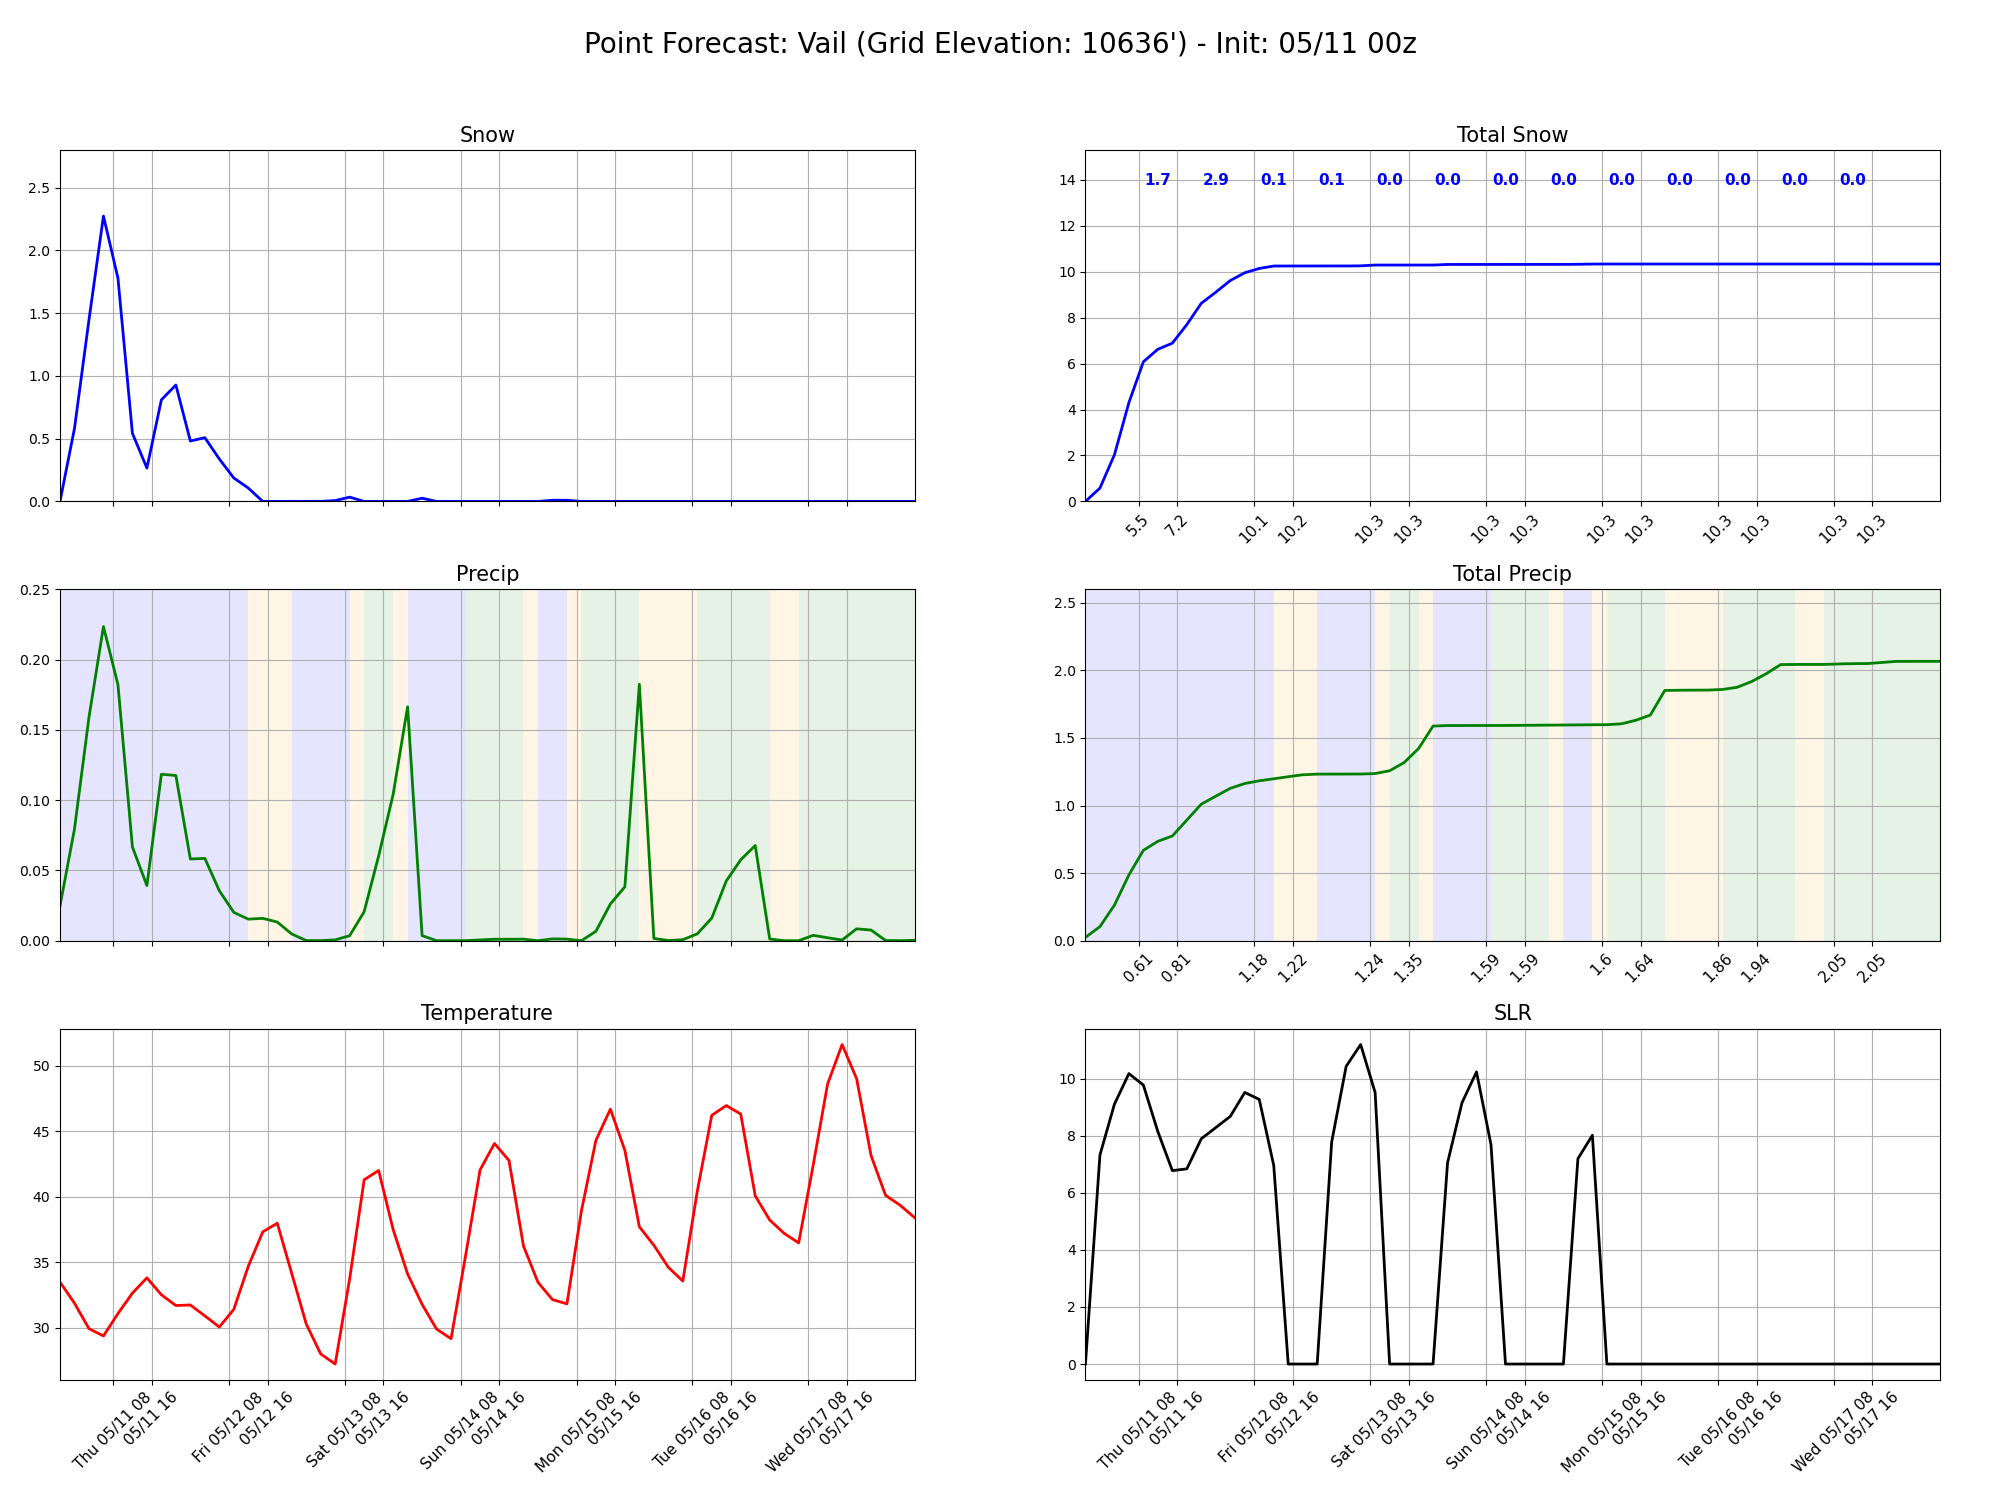 Point Forecast: Vail (Grid Elevation: 10636') - Init: 05/11 00z
Snow
2.5
2.0
1.5
1.0
0.5
0.0
Total Snow
1.7 2.9 0.1 0.1 0.0 0.0 0.0 0.0 0.0 0.0 0.0 0.0 0.0
14
12
10
8
6
4
2
0
5.5 7.2 10.1 10.2 10.3 10.3 10.3 10.3 10.3 10.3 10.3 10.3 10.3 10.3
Precip
0.25
0.20
0.15
0.10
0.05
0.00
Total Precip
2.5
2.0
1.5
1.0
0.5
0.0
0.61 0.81 1.18 1.22 1.24 1.35 1.59 1.59 1.6 1.64 1.86 1.94 2.05 2.05
Temperature
50
45
40
35
30
Thu 05/11 08
05/11 16
Fri 05/12 08
05/12 16
Sat 05/13 08
05/13 16
Sun 05/14 08
05/14 16
Mon 05/15 08
05/15 16
Tue 05/16 08
05/16 16
Wed 05/17 08
05/17 16
SLR
10
8
6
4
2
0
Thu 05/11 08
05/11 16
Fri 05/12 08
05/12 16
Sat 05/13 08
05/13 16
Sun 05/14 08
05/14 16
Mon 05/15 08
05/15 16
Tue 05/16 08
05/16 16
Wed 05/17 08
05/17 16